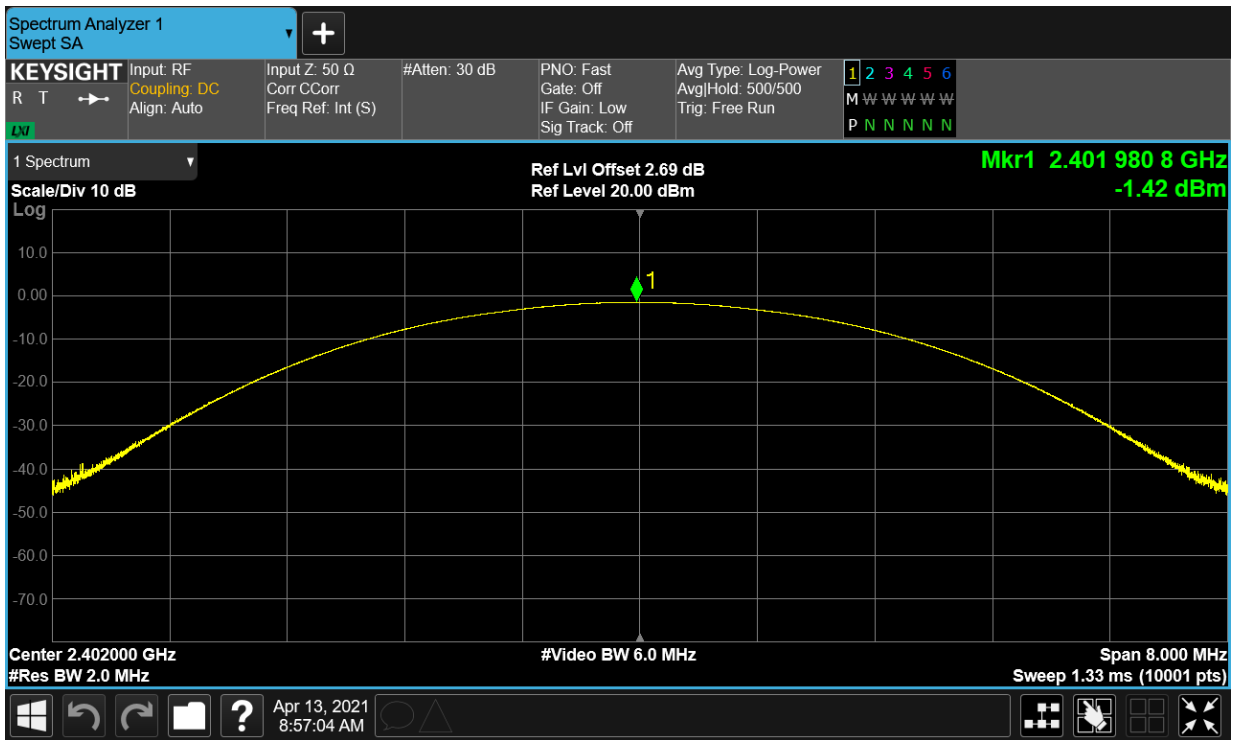 Spectrum Analyzer 1
Swept SA
KEYSIGHT
R T
LXI
Input: RF
Coupling: DC
Align: Auto
Input Z: 50 Ω
Corr CCorr
Freq Ref: Int (S)
#Atten: 30 dB
PNO: Fast
Gate: Off
IF Gain: Low
Sig Track: Off
Avg Type: Log-Power
Avg|Hold: 500/500
Trig: Free Run
1 2 3 4 5 6
M W W W W W
P N N N N N
1 Spectrum
Scale/Div 10 dB
Log
Ref Lvl Offset 2.69 dB
Ref Level 20.00 dBm
Mkr1 2.401 980 8 GHz
-1.42 dBm
1
10.0
0.00
-10.0
-20.0
-30.0
-40.0
-50.0
-60.0
-70.0
Center 2.402000 GHz
#Res BW 2.0 MHz
#Video BW 6.0 MHz
Span 8.000 MHz
Sweep 1.33 ms (10001 pts)
?
Apr 13, 2021
8:57:04 AM